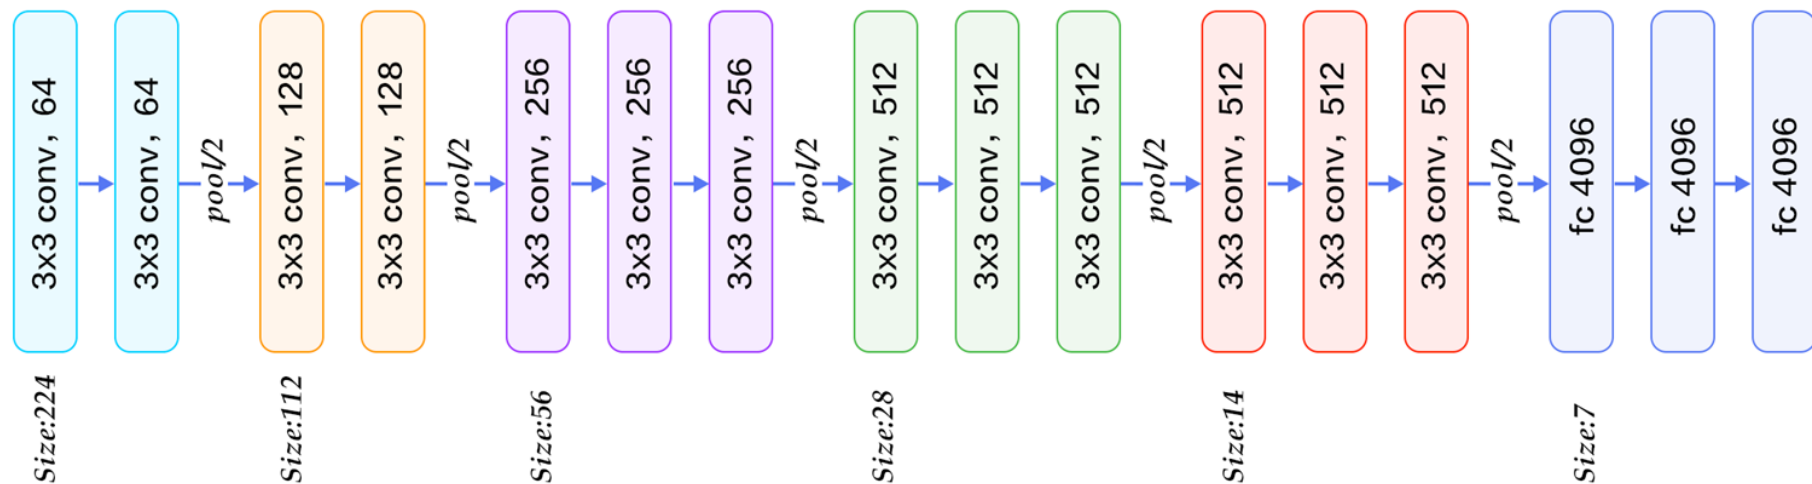 3x3 conv, 64
3x3 conv, 64
pool/2
3x3 conv, 128
3x3 conv, 128
pool/2
3x3 conv, 256
3x3 conv, 256
3x3 conv, 256
pool/2
3x3 conv, 512
3x3 conv, 512
3x3 conv, 512
pool/2
3x3 conv, 512
3x3 conv, 512
3x3 conv, 512
pool/2
fc 4096
fc 4096
fc 4096
Size:224
Size:112
Size:56
Size:28
Size:14
Size:7